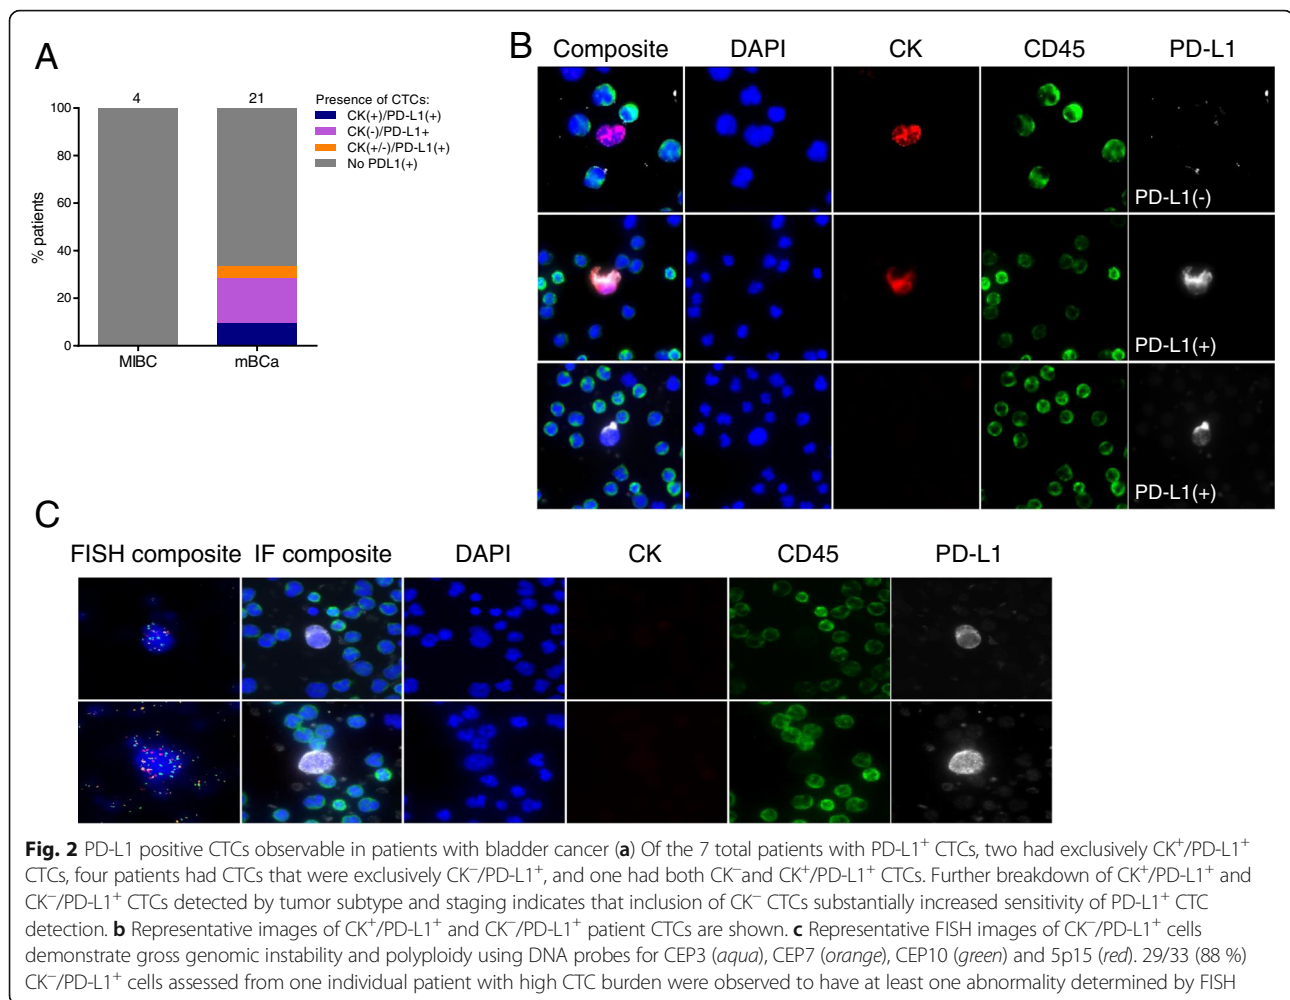 A
4 21
100
80
60
40
20
0
% patients
MIBC mBCa
Presence of CTCs:
CK(+)/PD-L1(+)
CK(-)/PD-L1+
CK(+/-)/PD-L1(+)
No PDL1(+)
B
Composite DAPI CK CD45 PD-L1
PD-L1(-)
PD-L1(+)
PD-L1(+)
C
FISH composite IF composite DAPI CK CD45 PD-L1
Fig. 2 PD-L1 positive CTCs observable in patients with bladder cancer (a) Of the 7 total patients with PD-L1⁺ CTCs, two had exclusively CK⁺/PD-L1⁺
CTCs, four patients had CTCs that were exclusively CK⁻/PD-L1⁺, and one had both CK⁻and CK⁺/PD-L1⁺ CTCs. Further breakdown of CK⁺/PD-L1⁺ and
CK⁻/PD-L1⁺ CTCs detected by tumor subtype and staging indicates that inclusion of CK⁻ CTCs substantially increased sensitivity of PD-L1⁺ CTC
detection. b Representative images of CK⁺/PD-L1⁺ and CK⁻/PD-L1⁺ patient CTCs are shown. c Representative FISH images of CK⁻/PD-L1⁺ cells
demonstrate gross genomic instability and polyploidy using DNA probes for CEP3 (aqua), CEP7 (orange), CEP10 (green) and 5p15 (red). 29/33 (88 %)
CK⁻/PD-L1⁺ cells assessed from one individual patient with high CTC burden were observed to have at least one abnormality determined by FISH